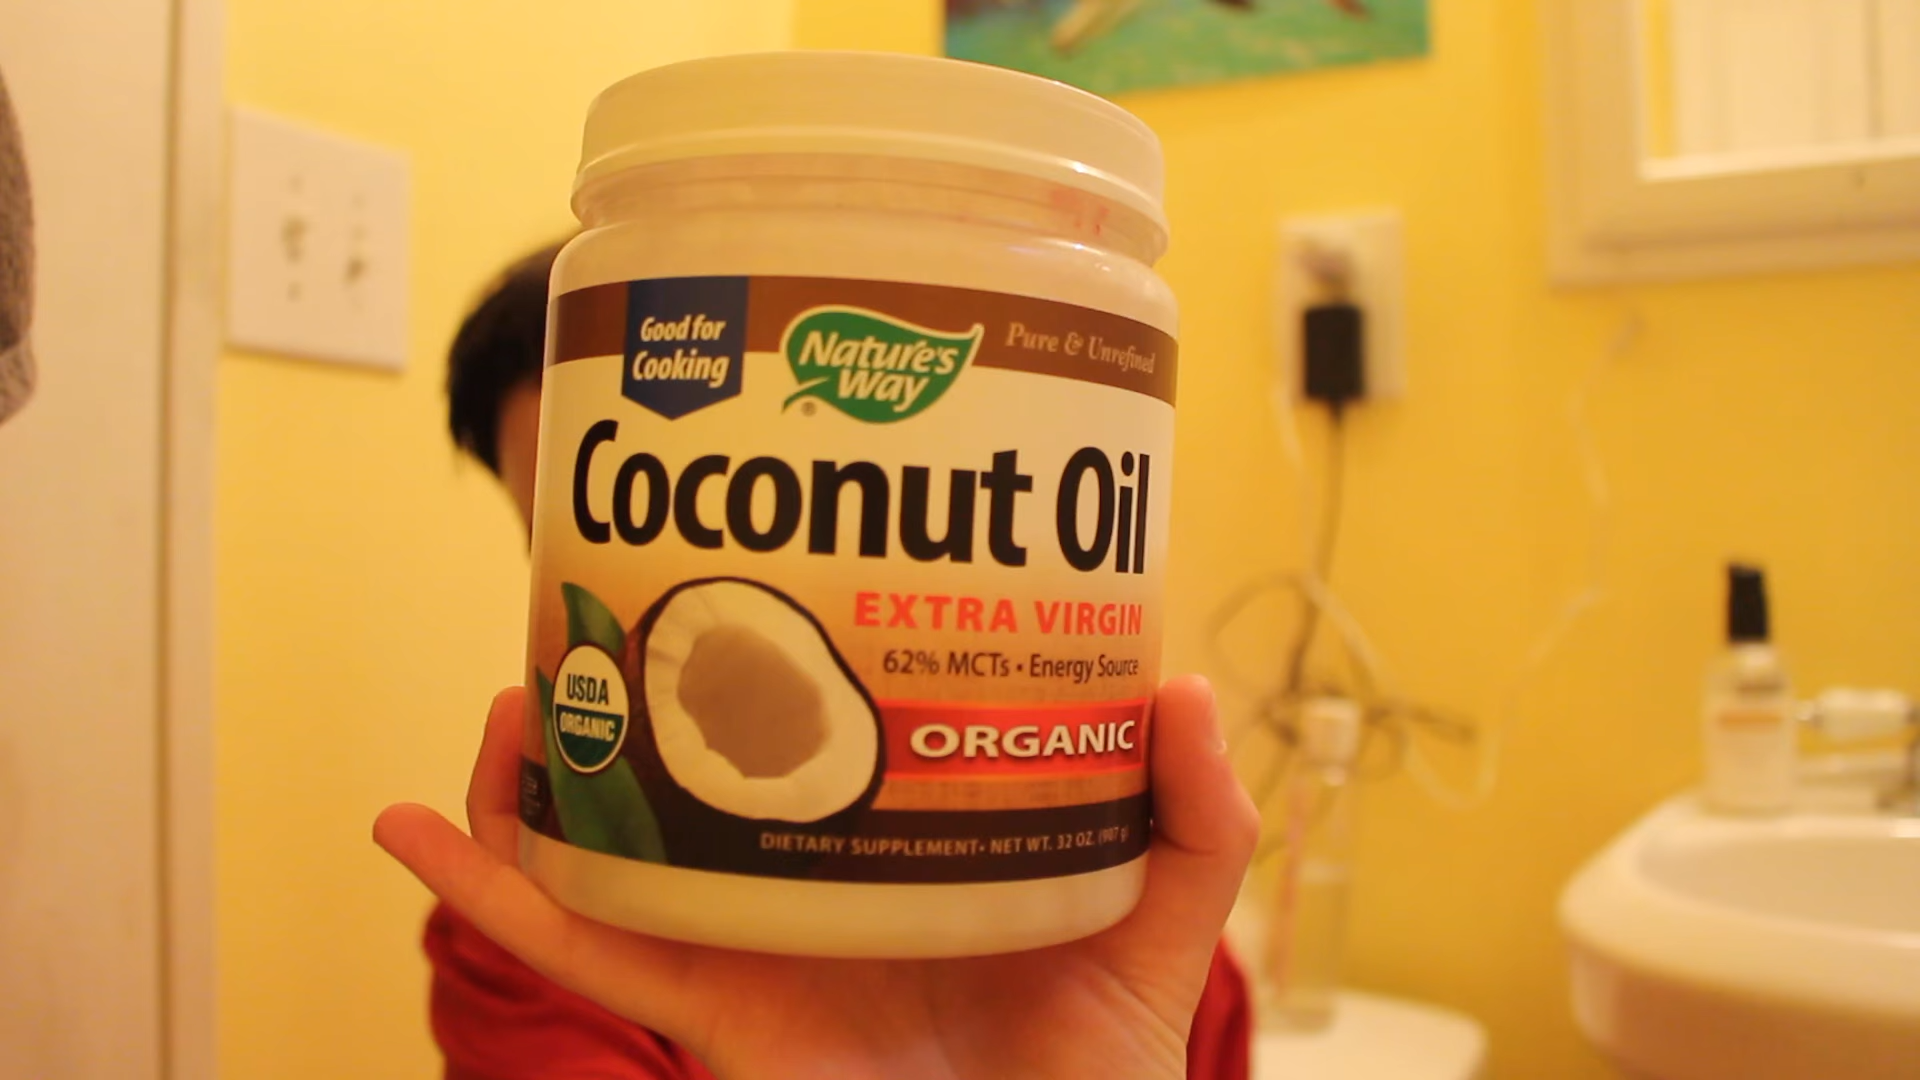 Good for
Cooking
Nature's
Way
®
Pure & Unrefined
Coconut Oil
EXTRA VIRGIN
62% MCTs • Energy Source
ORGANIC
USDA
ORGANIC
DIETARY SUPPLEMENT • NET WT. 32 OZ. (907 g)